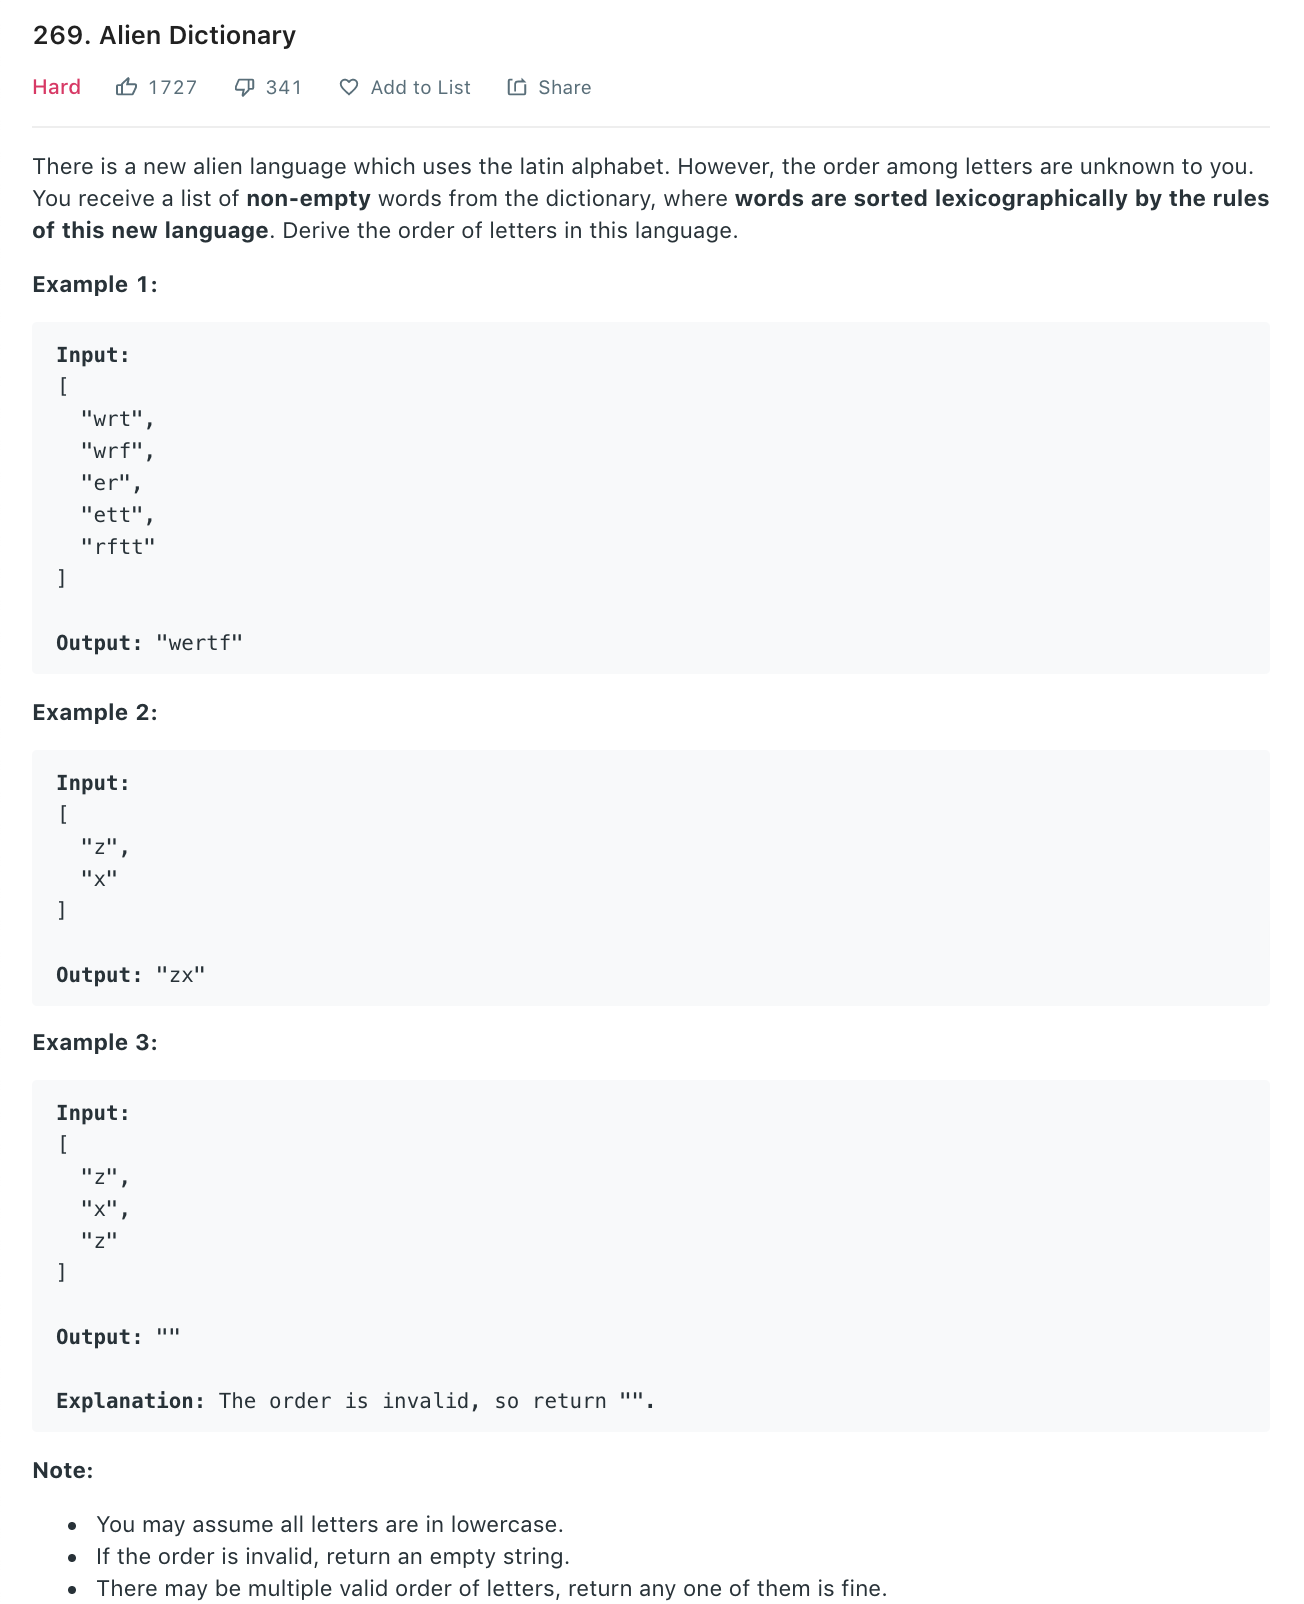 269. Alien Dictionary
Hard 1727 341 Add to List Share
There is a new alien language which uses the latin alphabet. However, the order among letters are unknown to you.
You receive a list of non-empty words from the dictionary, where words are sorted lexicographically by the rules
of this new language. Derive the order of letters in this language.
Example 1:
Input:
[
  "wrt",
  "wrf",
  "er",
  "ett",
  "rftt"
]
Output: "wertf"
Example 2:
Input:
[
  "z",
  "x"
]
Output: "zx"
Example 3:
Input:
[
  "z",
  "x",
  "z"
]
Output: ""
Explanation: The order is invalid, so return "".
Note:
• You may assume all letters are in lowercase.
• If the order is invalid, return an empty string.
• There may be multiple valid order of letters, return any one of them is fine.